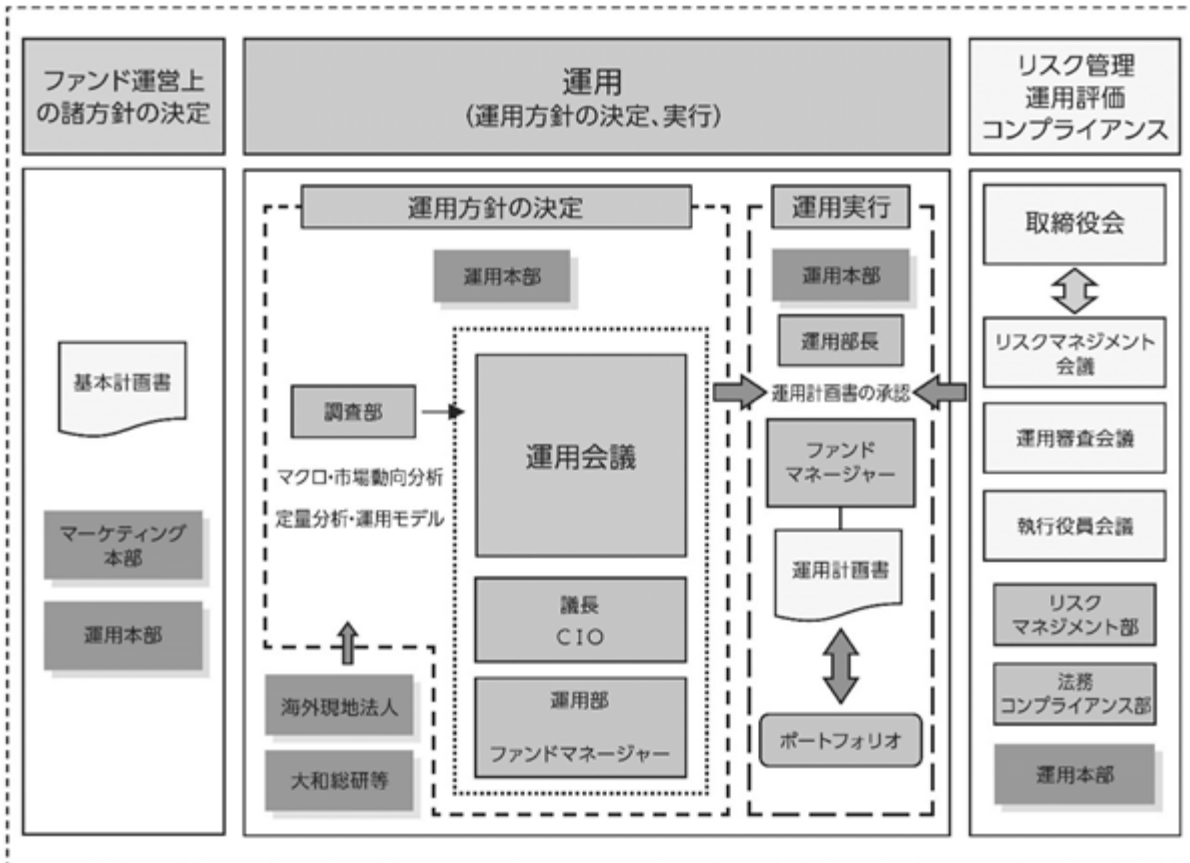 ファンド運営上
の諸方針の決定
運用
(運用方針の決定、実行)
リスク管理
運用評価
コンプライアンス
基本計画書
マーケティング
本部
運用本部
運用方針の決定
運用本部
調査部
マクロ・市場動向分析
定量分析・運用モデル
運用会議
議長
CIO
運用部
ファンドマネージャー
海外現地法人
大和総研等
運用実行
運用本部
運用部長
運用計画書の承認
ファンド
マネージャー
運用計画書
ポートフォリオ
取締役会
リスクマネジメント
会議
運用審査会議
執行役員会議
リスク
マネジメント部
法務
コンプライアンス部
運用本部